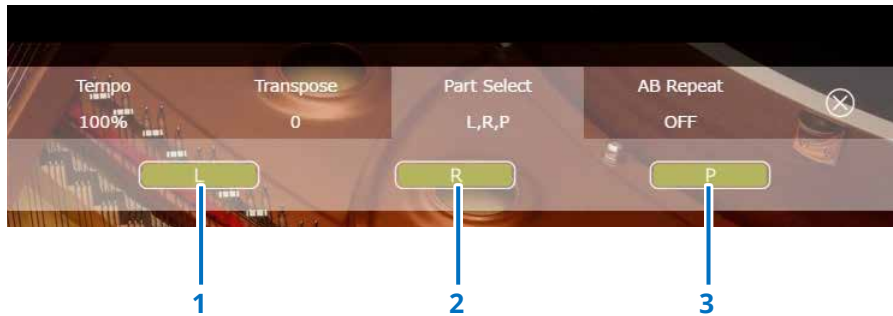 Tempo Transpose Part Select AB Repeat
100% 0 L,R,P OFF
L R P
1 2 3